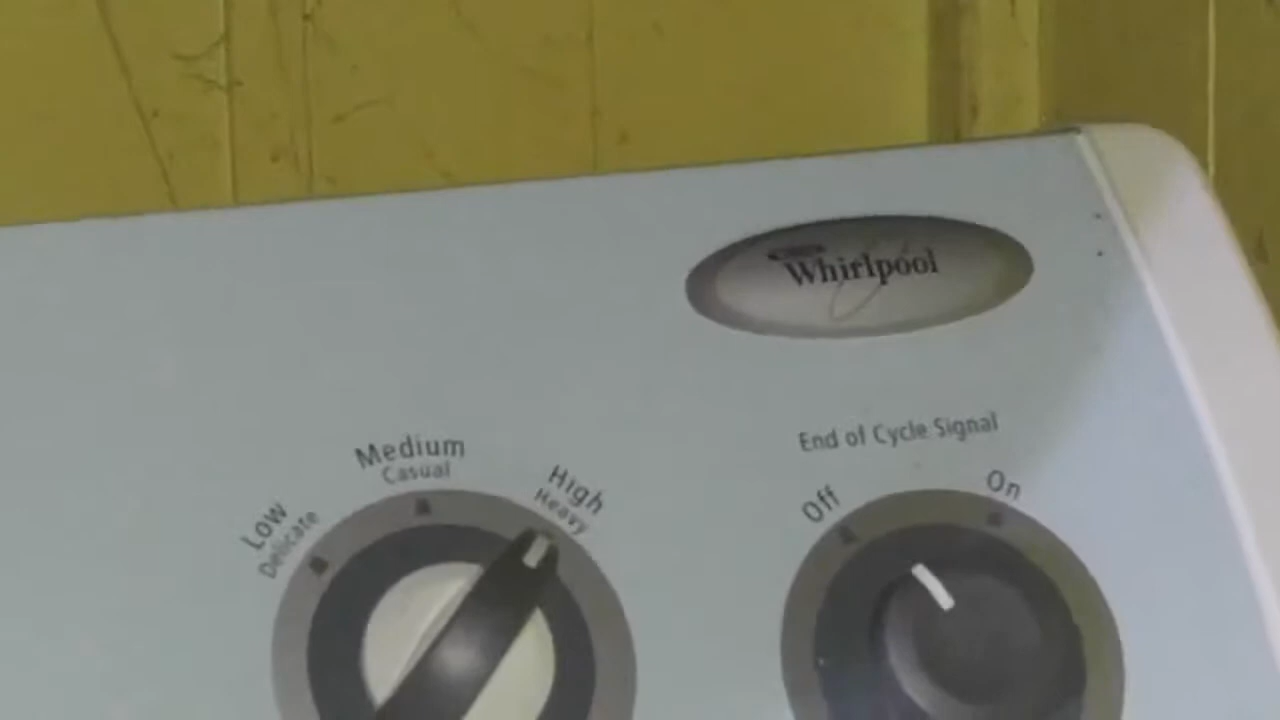 Whirlpool
End of Cycle Signal
Off
On
Medium
Casual
High
Heavy
Low
Delicate